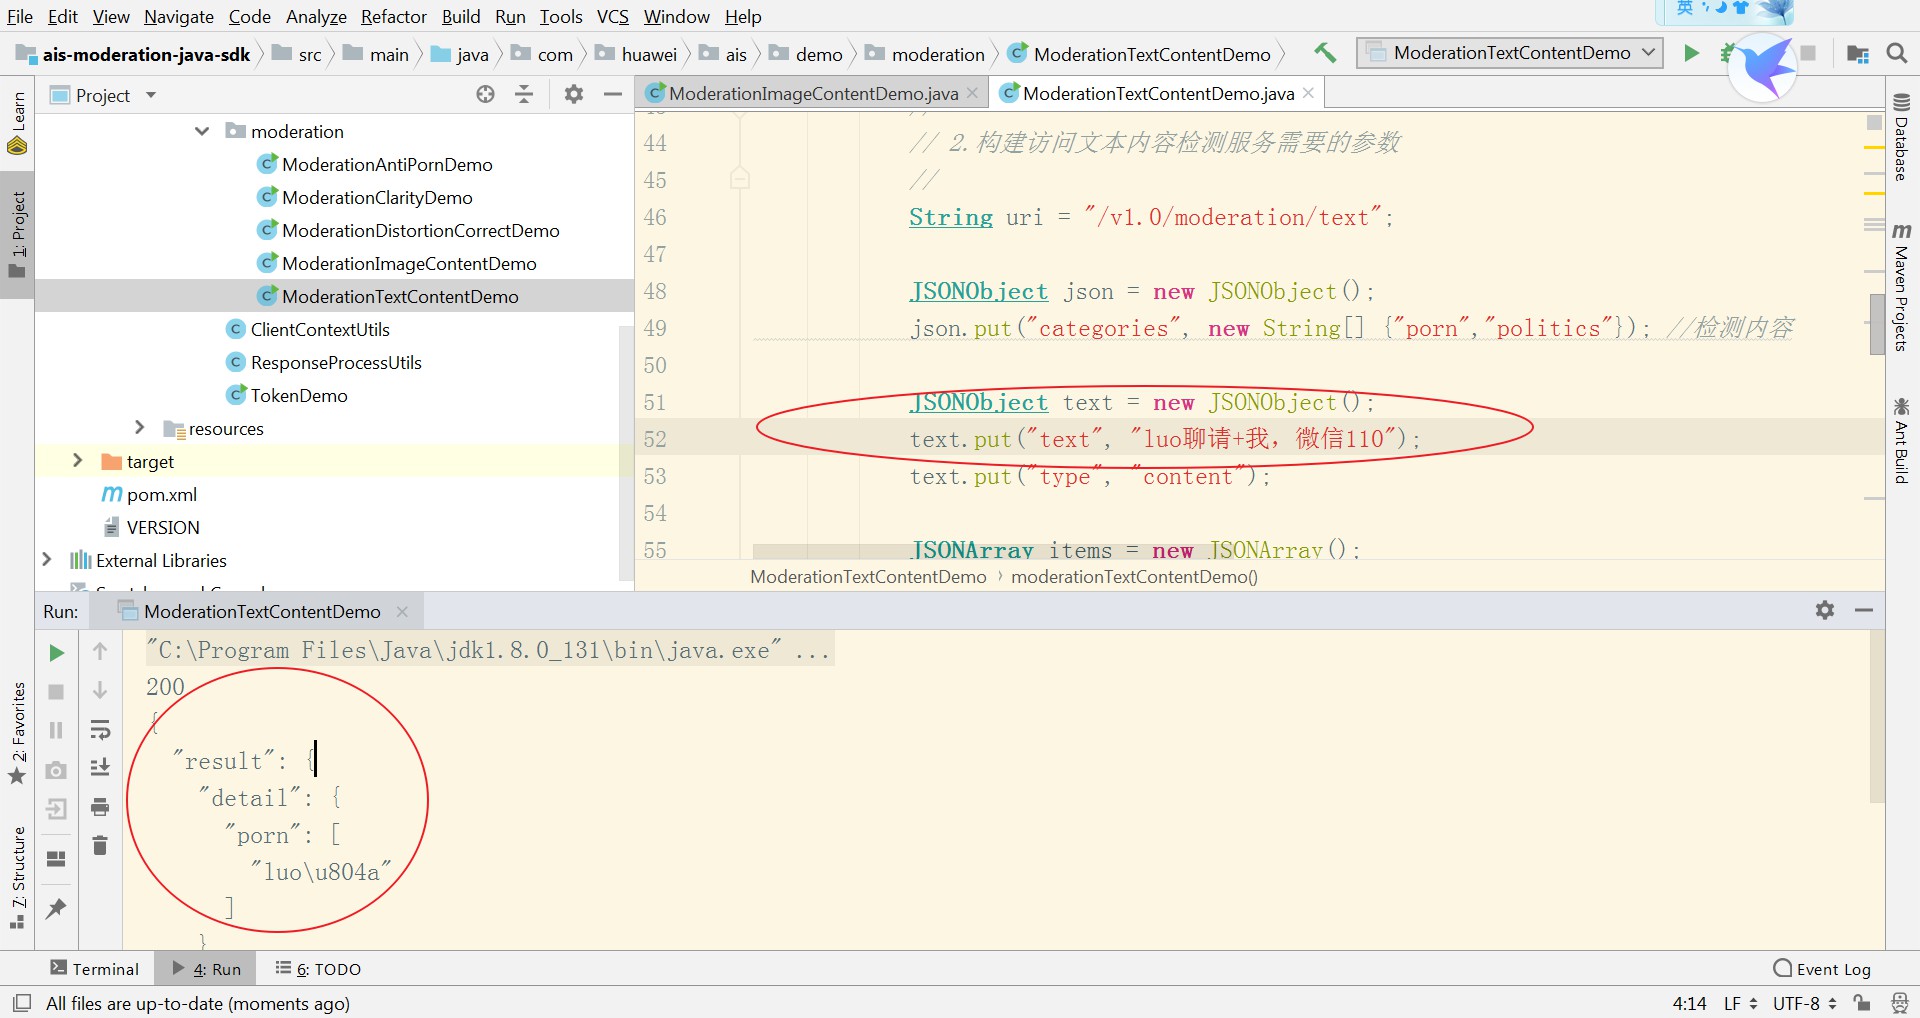 File Edit View Navigate Code Analyze Refactor Build Run Tools VCS Window Help
英
ais-moderation-java-sdk src main java com huawei ais demo moderation ModerationTextContentDemo ModerationTextContentDemo
Project
ModerationImageContentDemo.java ModerationTextContentDemo.java
Learn
1: Project
2: Favorites
7: Structure
moderation
ModerationAntiPornDemo
ModerationClarityDemo
ModerationDistortionCorrectDemo
ModerationImageContentDemo
ModerationTextContentDemo
ClientContextUtils
ResponseProcessUtils
TokenDemo
resources
target
pom.xml
VERSION
External Libraries
44 // 2.构建访问文本内容检测服务需要的参数
45 //
46 String uri = "/v1.0/moderation/text";
47
48 JSONObject json = new JSONObject();
49 json.put("categories", new String[] {"porn","politics"}); //检测内容
50
51 JSONObject text = new JSONObject();
52 text.put("text", "luo聊请+我，微信110");
53 text.put("type", "content");
54
55 JSONArray items = new JSONArray();
ModerationTextContentDemo › moderationTextContentDemo()
Database
Maven Projects
Ant Build
Run: ModerationTextContentDemo
"C:\Program Files\Java\jdk1.8.0_131\bin\java.exe" ...
200
{
"result": {
"detail": {
"porn": [
"luo\u804a"
]
}
Terminal 4: Run 6: TODO Event Log
All files are up-to-date (moments ago) 4:14 LF UTF-8